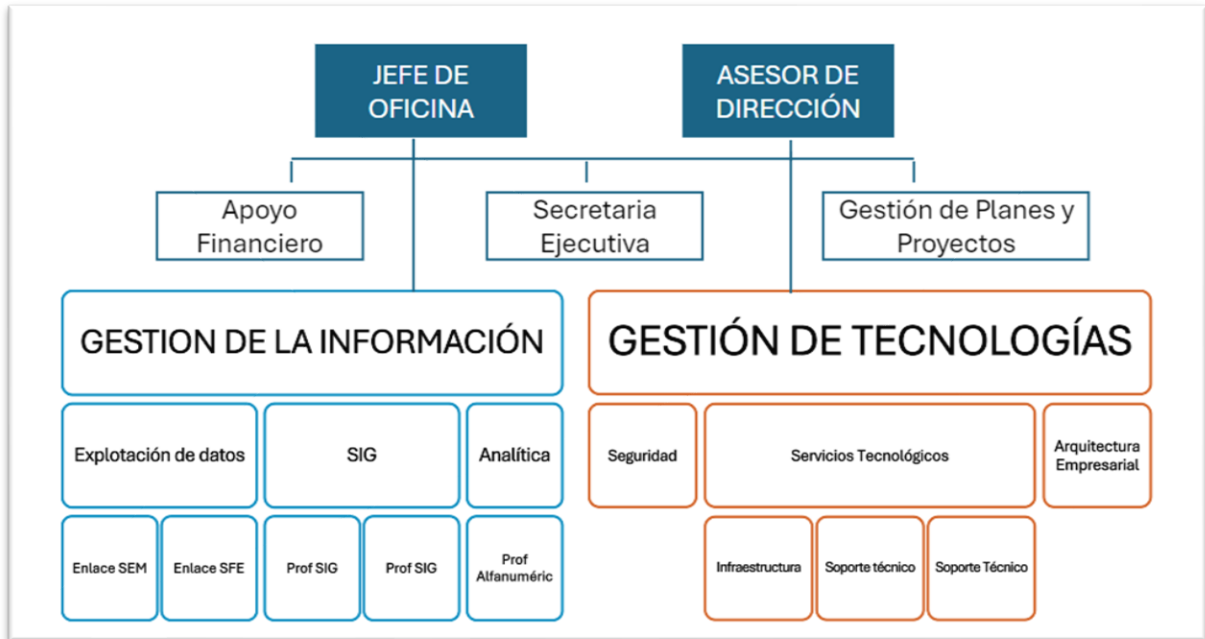 JEFE DE
OFICINA
ASESOR DE
DIRECCIÓN
Apoyo
Financiero
Secretaria
Ejecutiva
Gestión de Planes y
Proyectos
GESTION DE LA INFORMACIÓN
GESTIÓN DE TECNOLOGÍAS
Explotación de datos
SIG
Analítica
Seguridad
Servicios Tecnológicos
Arquitectura
Empresarial
Enlace SEM
Enlace SFE
Prof SIG
Prof SIG
Prof
Alfanuméric
Infraestructura
Soporte técnico
Soporte Técnico